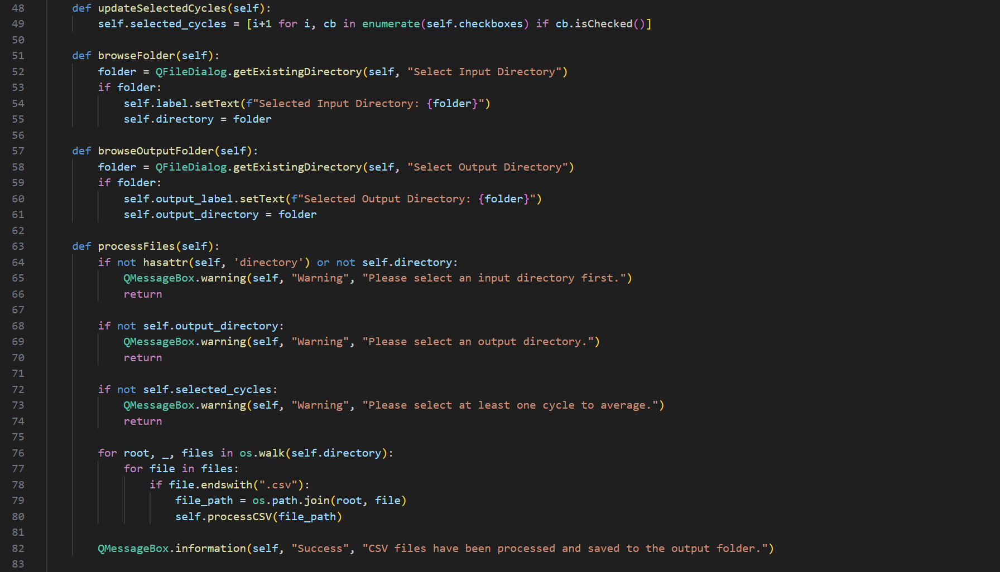 48 def updateSelectedCycles(self):
49 self.selected_cycles = [i+1 for i, cb in enumerate(self.checkboxes) if cb.isChecked()]
50
51 def browseFolder(self):
52 folder = QFileDialog.getExistingDirectory(self, "Select Input Directory")
53 if folder:
54 self.label.setText(f"Selected Input Directory: {folder}")
55 self.directory = folder
56
57 def browseOutputFolder(self):
58 folder = QFileDialog.getExistingDirectory(self, "Select Output Directory")
59 if folder:
60 self.output_label.setText(f"Selected Output Directory: {folder}")
61 self.output_directory = folder
62
63 def processFiles(self):
64 if not hasattr(self, 'directory') or not self.directory:
65 QMessageBox.warning(self, "Warning", "Please select an input directory first.")
66 return
67
68 if not self.output_directory:
69 QMessageBox.warning(self, "Warning", "Please select an output directory.")
70 return
71
72 if not self.selected_cycles:
73 QMessageBox.warning(self, "Warning", "Please select at least one cycle to average.")
74 return
75
76 for root, _, files in os.walk(self.directory):
77 for file in files:
78 if file.endswith(".csv"):
79 file_path = os.path.join(root, file)
80 self.processCSV(file_path)
81
82 QMessageBox.information(self, "Success", "CSV files have been processed and saved to the output folder.")
83